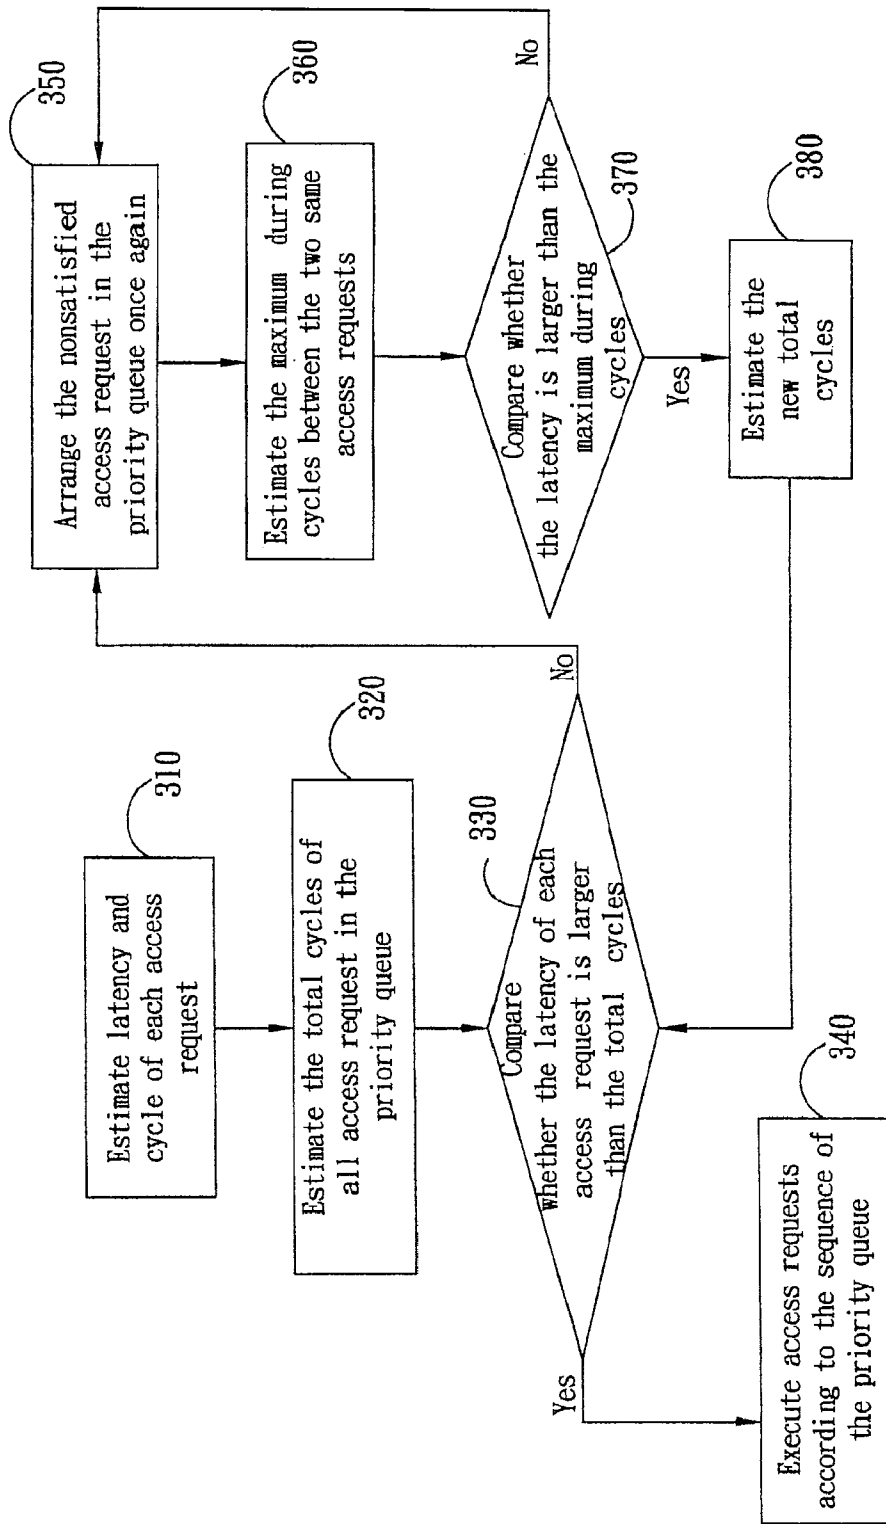 310
Estimate latency and
cycle of each access
request
320
Estimate the total cycles of
all access request in the
priority queue
330
Compare
whether the latency of each
access request is larger
than the total cycles
Yes
No
340
Execute access requests
according to the sequence of
the priority queue
350
Arrange the nonsatisfied
access request in the
priority queue once again
360
Estimate the maximum during
cycles between the two same
access requests
370
Compare whether
the latency is larger than the
maximum during
cycles
No
Yes
380
Estimate the
new total
cycles